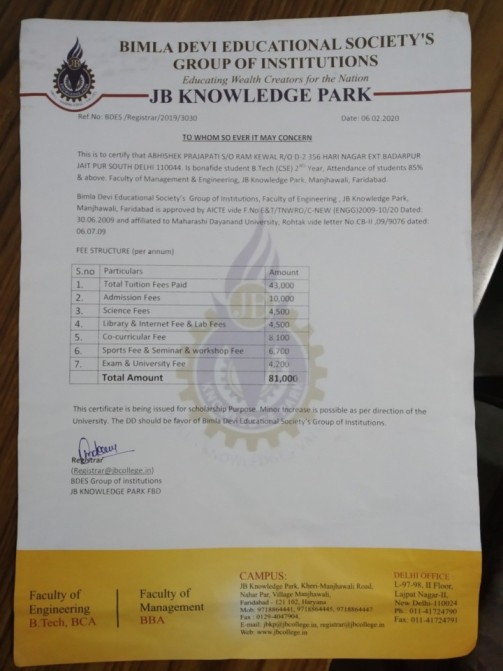 BIMLA DEVI EDUCATIONAL SOCIETY'S
GROUP OF INSTITUTIONS
Educating Wealth Creators for the Nation
JB KNOWLEDGE PARK
Ref.No: BDES /Registrar/2019/3030 Date: 06.02 2020
TO WHOM SO EVER IT MAY CONCERN
This is to certify that ABHISHEK PRAJAPATI S/O RAM KEWAL R/O D-2 356 HARI NAGAR EXT.BADARPUR
JAIT PUR SOUTH DELHI 110044. is bonafide student B.Tech (CSE) 2ND Year, Attendance of students 85%
& above. Faculty of Management & Engineering, JB Knowledge Park, Manjhawali, Faridabad.
Bimla Devi Educational Society's Group of Institutions, Faculty of Engineering , JB Knowledge Park,
Manjhawali, Faridabad is approved by AICTE vide F.No.E&T/TNWRO/C-NEW (ENGG)2009-10/20 Dated:
30.06.2009 and affiliated to Maharashi Dayanand University, Rohtak vide letter No.CB-II ,09/9076 dated:
06.07.09
FEE STRUCTURE (per annum)
S.no Particulars Amount
1. Total Tuition Fees Paid 43,000
2. Admission Fees 10,000
3. Science Fees 4,500
4. Library & Internet Fee & Lab Fees 4,500
5. Co-curricular Fee 8,100
6. Sports Fee & Seminar & workshop Fee 6,700
7. Exam & University Fee 4,200
Total Amount 81,000
This certificate is being issued for scholarship Purpose. Minor increase is possible as per direction of the
University. The DD should be favor of Bimla Devi Educational Society's Group of Institutions.
Registrar
(Registrar@jbcollege.in)
BDES Group of institutions
JB KNOWLEDGE PARK FBD
Faculty of
Engineering
B.Tech, BCA
Faculty of
Management
BBA
CAMPUS:
JB Knowledge Park, Kheri-Manjhawali Road,
Nahar Par, Village Manjhawali,
Faridabad - 121 102, Haryana
Mob: 9718864441, 9718864445, 9718864447
Fax : 0129-4047964,
E-mail: jbkp@jbcollege.in, registrar@jbcollege.in
Web: www.jbcollege.in
DELHI OFFICE
L-97-98, II Floor,
Lajpat Nagar-II,
New Delhi-110024
Ph.: 011-41724790
Fax: 011-41724791